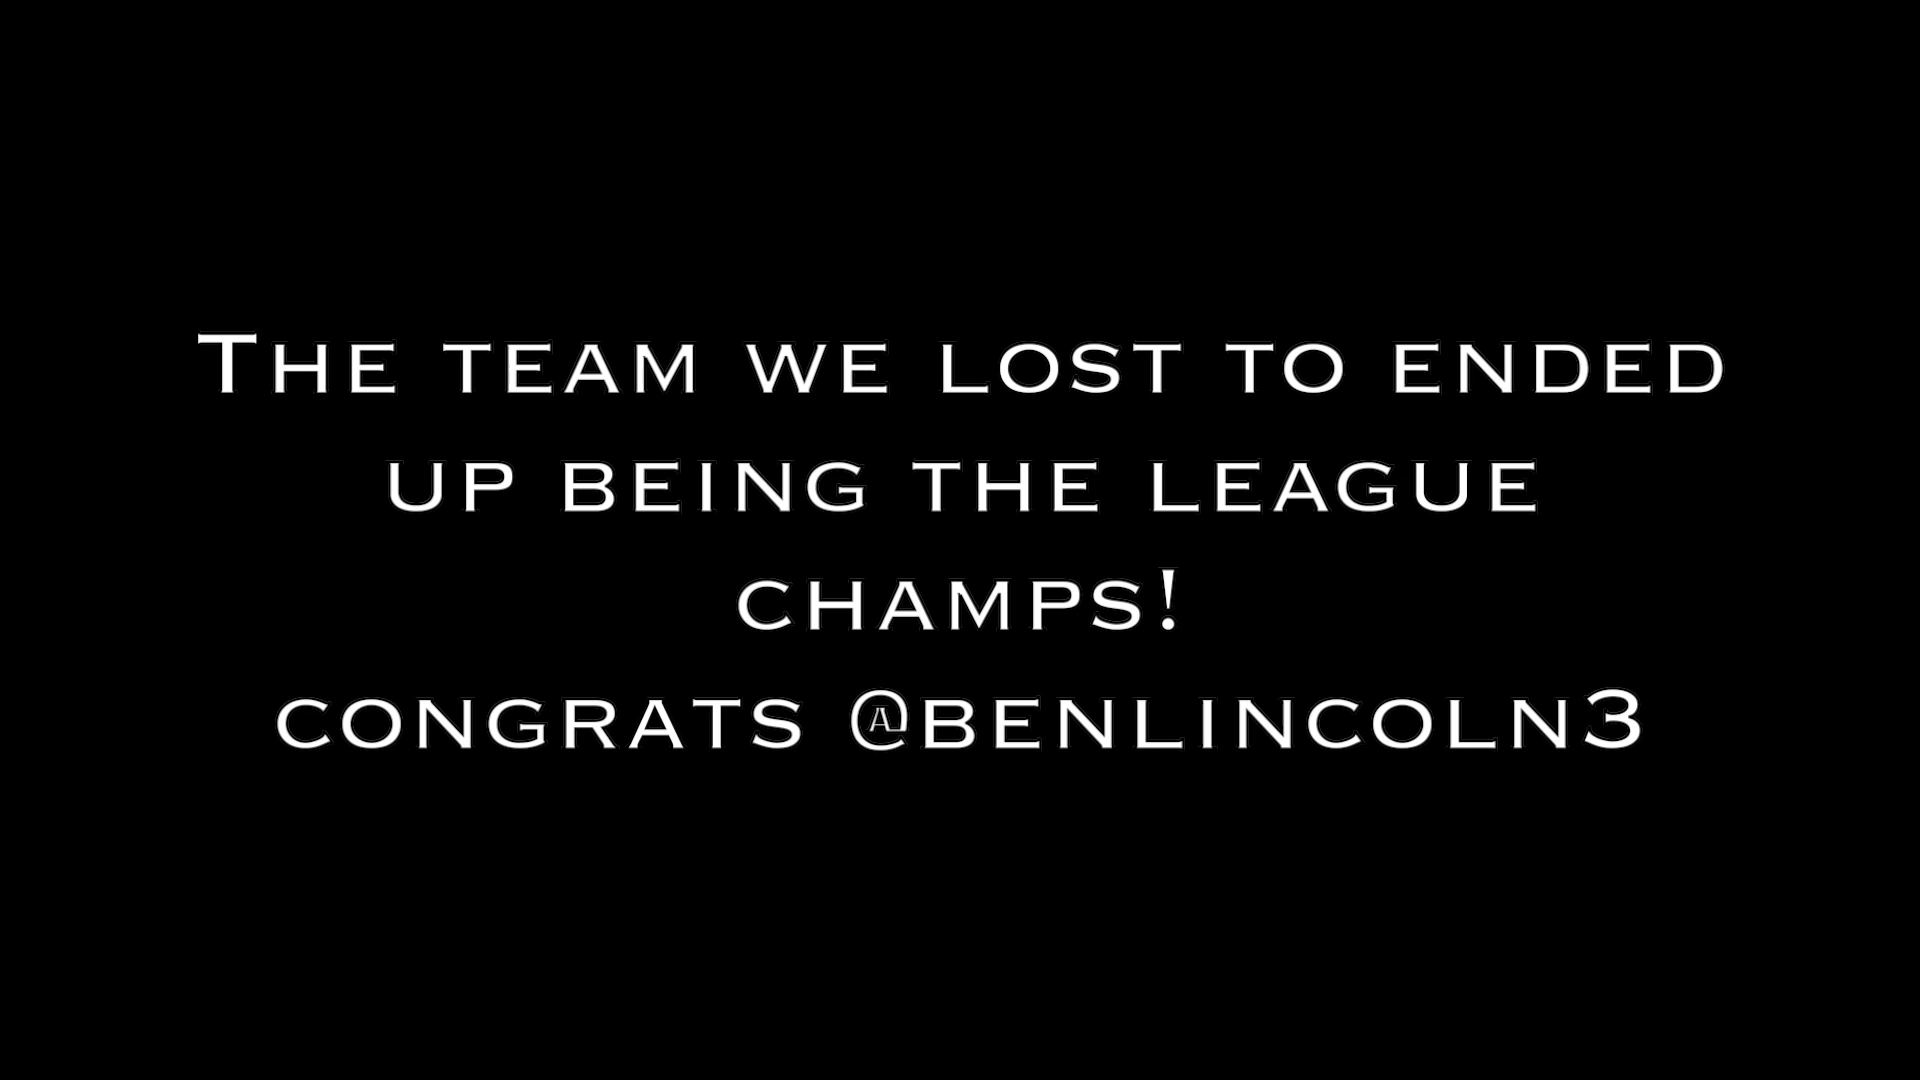 The team we lost to ended
up being the league
champs!
congrats @benlincoln3